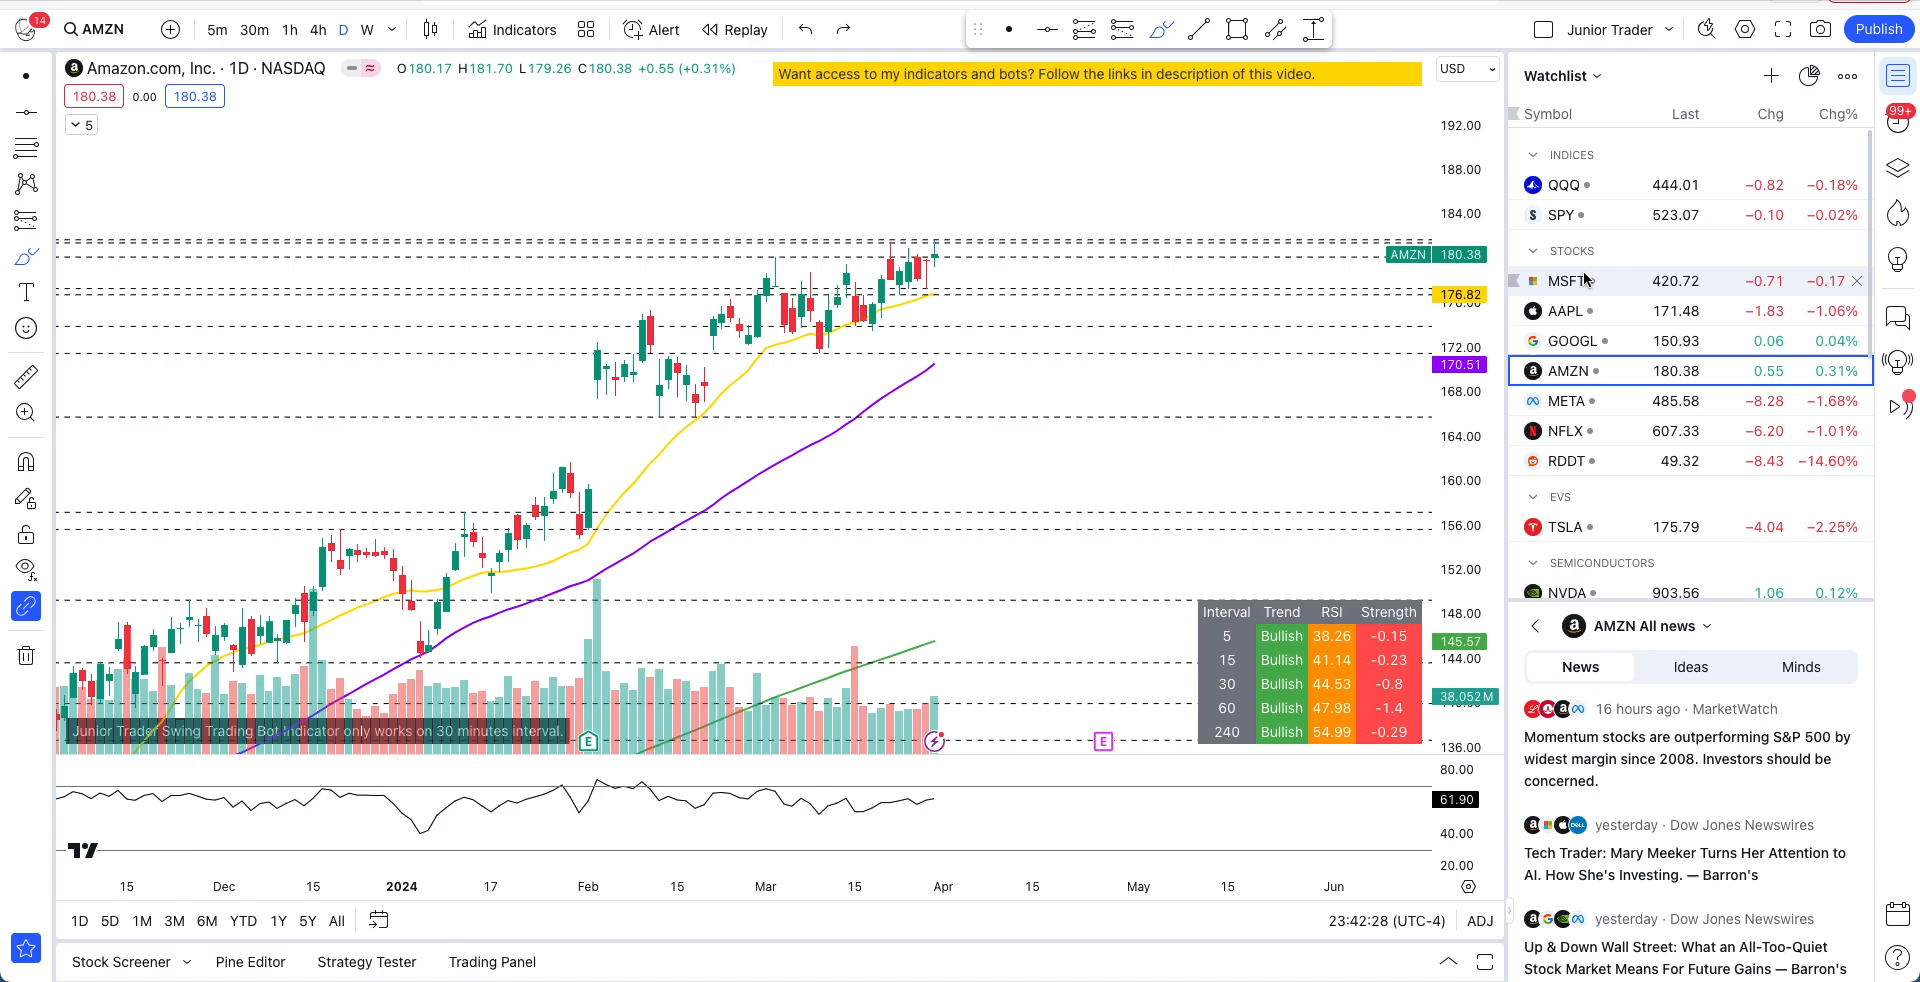 14
AMZN
5m 30m 1h 4h D W
Indicators
Alert
Replay
Junior Trader
Publish
a Amazon.com, Inc. · 1D · NASDAQ
O180.17 H181.70 L179.26 C180.38 +0.55 (+0.31%)
Want access to my indicators and bots? Follow the links in description of this video.
USD
180.38 0.00 180.38
5
192.00
188.00
184.00
AMZN 180.38
176.82
172.00
170.51
168.00
164.00
160.00
156.00
152.00
148.00
145.57
144.00
38.052M
136.00
Interval Trend RSI Strength
5 Bullish 38.26 -0.15
15 Bullish 41.14 -0.23
30 Bullish 44.53 -0.8
60 Bullish 47.98 -1.4
240 Bullish 54.99 -0.29
Junior Trader Swing Trading Bot indicator only works on 30 minutes interval.
E
E
80.00
61.90
40.00
20.00
15 Dec 15 2024 17 Feb 15 Mar 15 Apr 15 May 15 Jun
1D 5D 1M 3M 6M YTD 1Y 5Y All
23:42:28 (UTC-4) ADJ
Stock Screener Pine Editor Strategy Tester Trading Panel
Watchlist
Symbol Last Chg Chg%
INDICES
QQQ 444.01 −0.82 −0.18%
SPY 523.07 −0.10 −0.02%
STOCKS
MSFT 420.72 −0.71 −0.17
AAPL 171.48 −1.83 −1.06%
GOOGL 150.93 0.06 0.04%
AMZN 180.38 0.55 0.31%
META 485.58 −8.28 −1.68%
NFLX 607.33 −6.20 −1.01%
RDDT 49.32 −8.43 −14.60%
EVS
TSLA 175.79 −4.04 −2.25%
SEMICONDUCTORS
NVDA 903.56 1.06 0.12%
AMZN All news
News Ideas Minds
16 hours ago · MarketWatch
Momentum stocks are outperforming S&P 500 by
widest margin since 2008. Investors should be
concerned.
yesterday · Dow Jones Newswires
Tech Trader: Mary Meeker Turns Her Attention to
AI. How She's Investing. — Barron's
yesterday · Dow Jones Newswires
Up & Down Wall Street: What an All-Too-Quiet
Stock Market Means For Future Gains — Barron's
99+